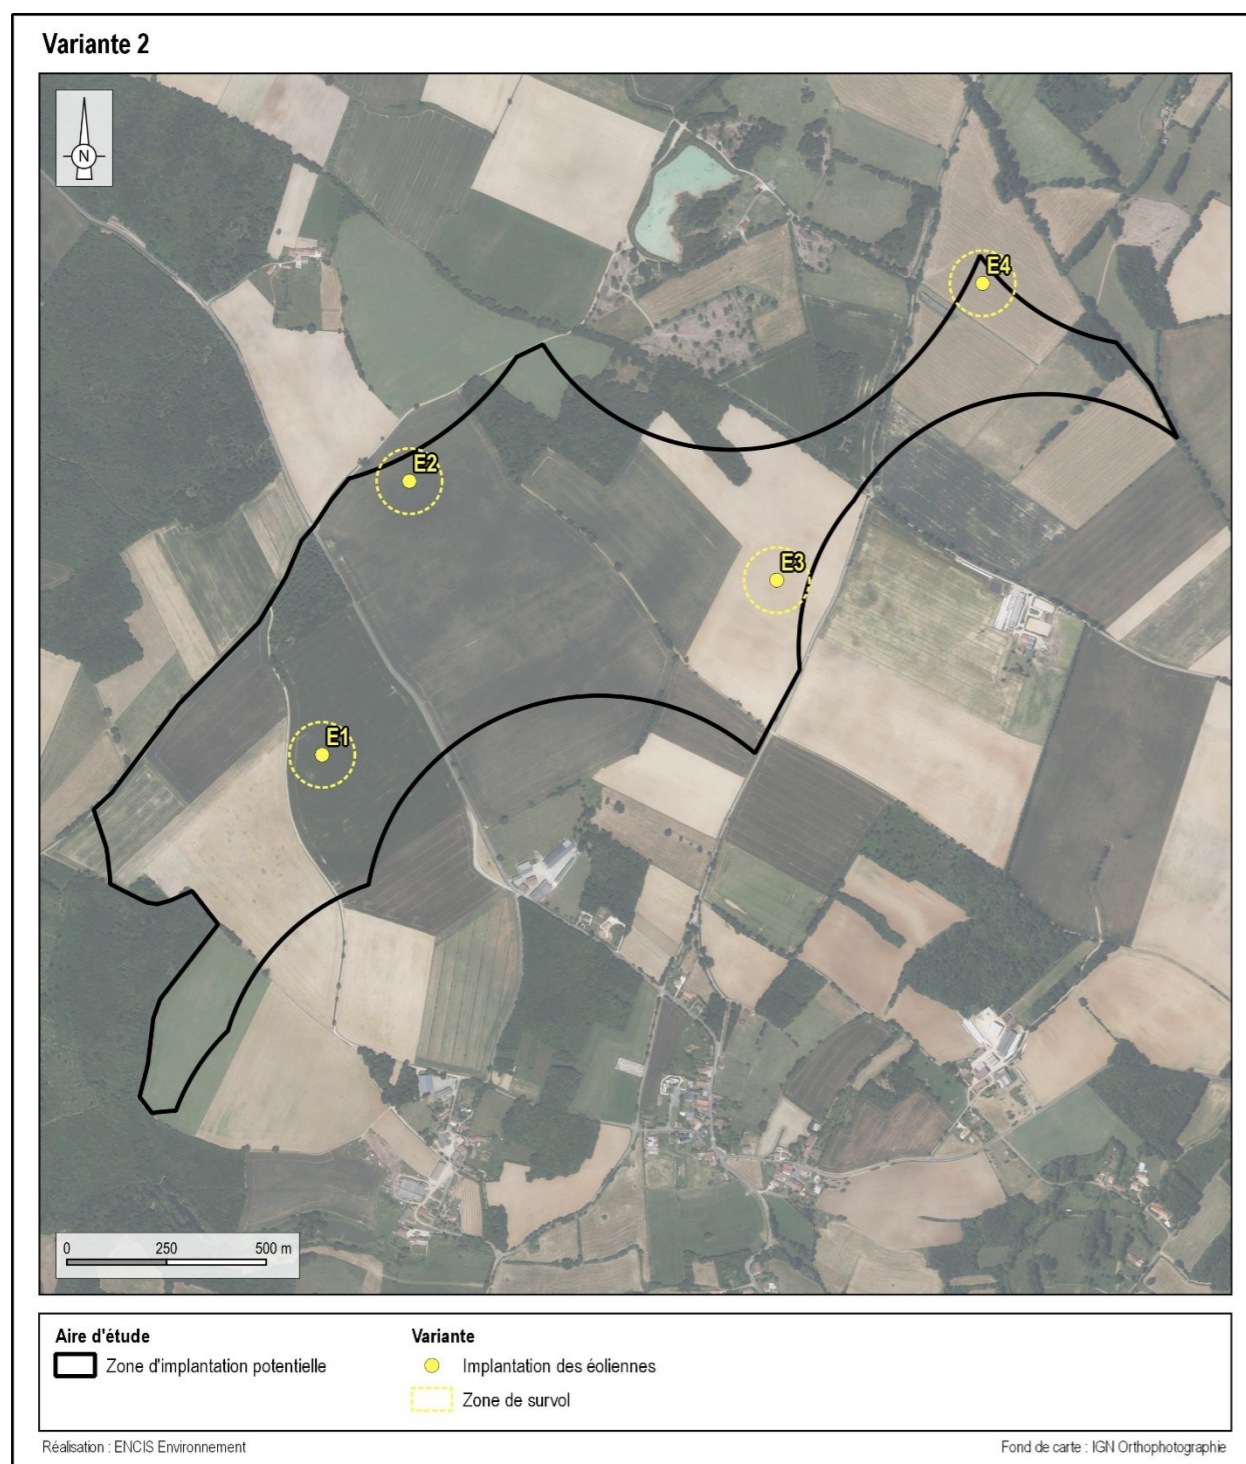 Variante 2
N
E4
E2
E3
E1
0 250 500 m
Aire d'étude
Zone d'implantation potentielle
Variante
Implantation des éoliennes
Zone de survol
Réalisation : ENCIS Environnement
Fond de carte : IGN Orthophotographie